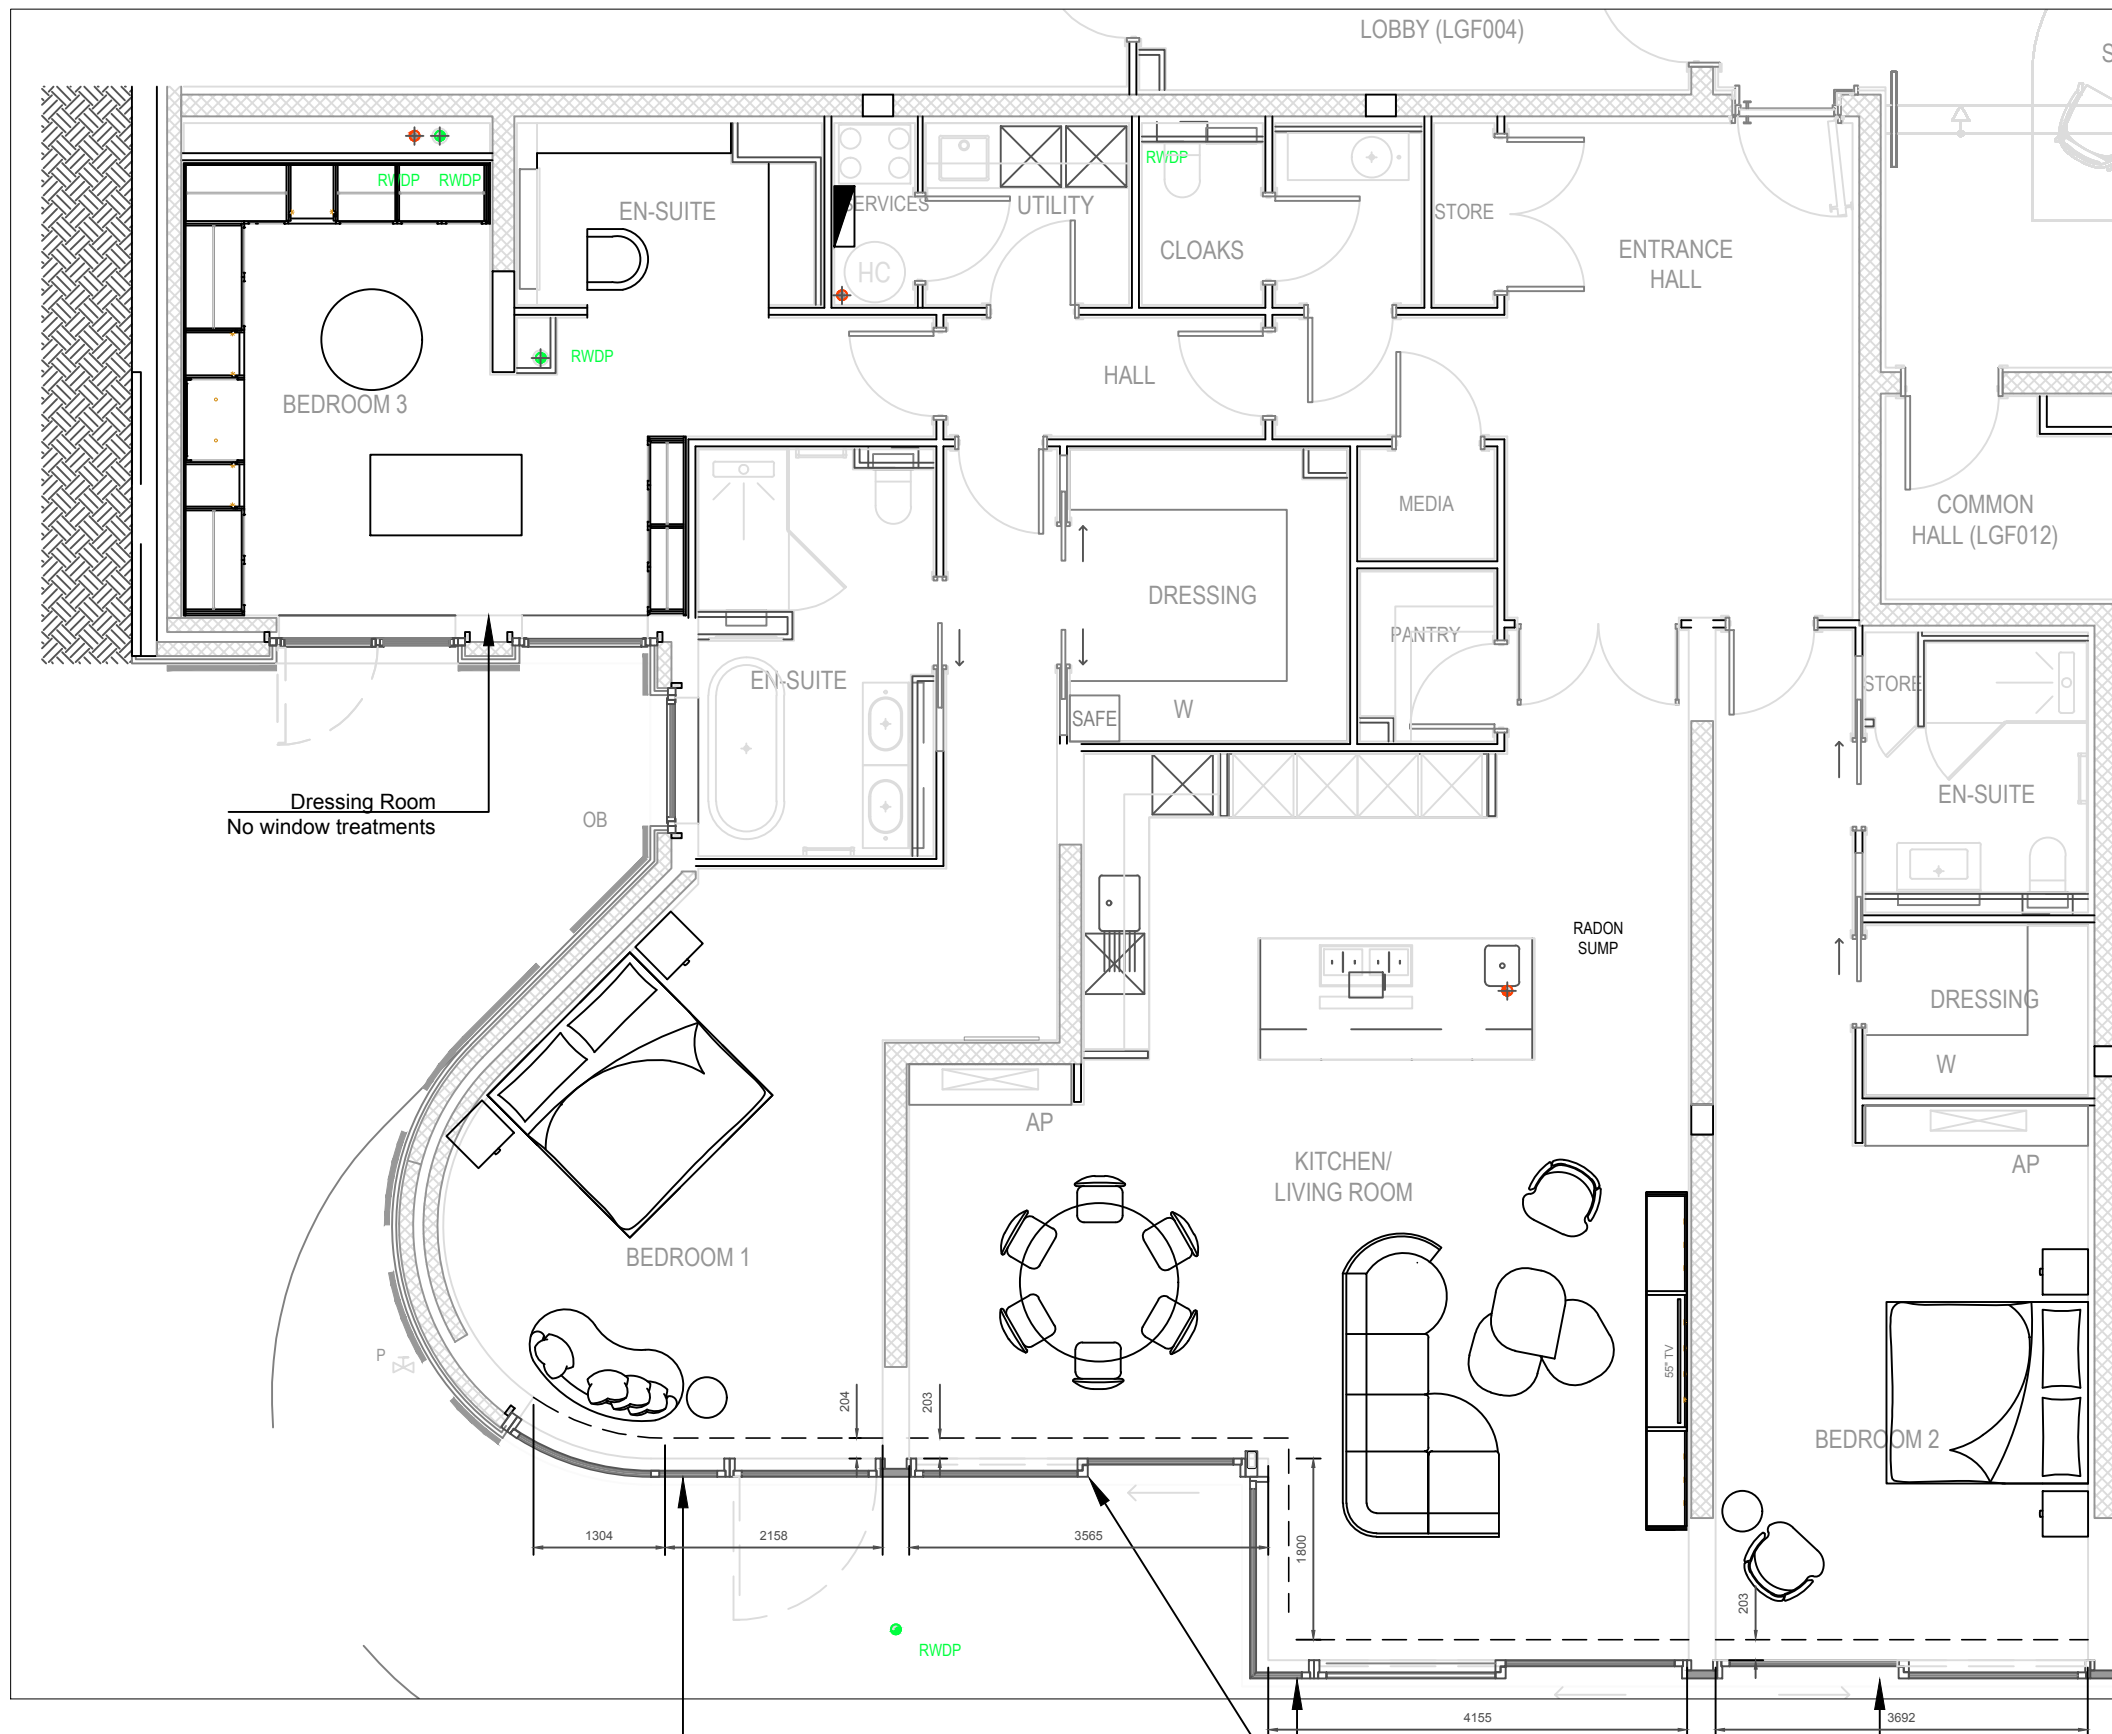 LOBBY (LGF004)
S
RWDP
RWDP
RWDP
EN-SUITE
SERVICES
UTILITY
STORE
CLOAKS
ENTRANCE
HALL
HC
RWDP
HALL
BEDROOM 3
MEDIA
COMMON
HALL (LGF012)
DRESSING
PANTRY
EN-SUITE
STORE
SAFE
W
Dressing Room
No window treatments
OB
EN-SUITE
RADON
SUMP
DRESSING
W
AP
AP
KITCHEN/
LIVING ROOM
BEDROOM 1
P
55" TV
204
203
BEDROOM 2
1304
2158
3565
1800
203
RWDP
4155
3692